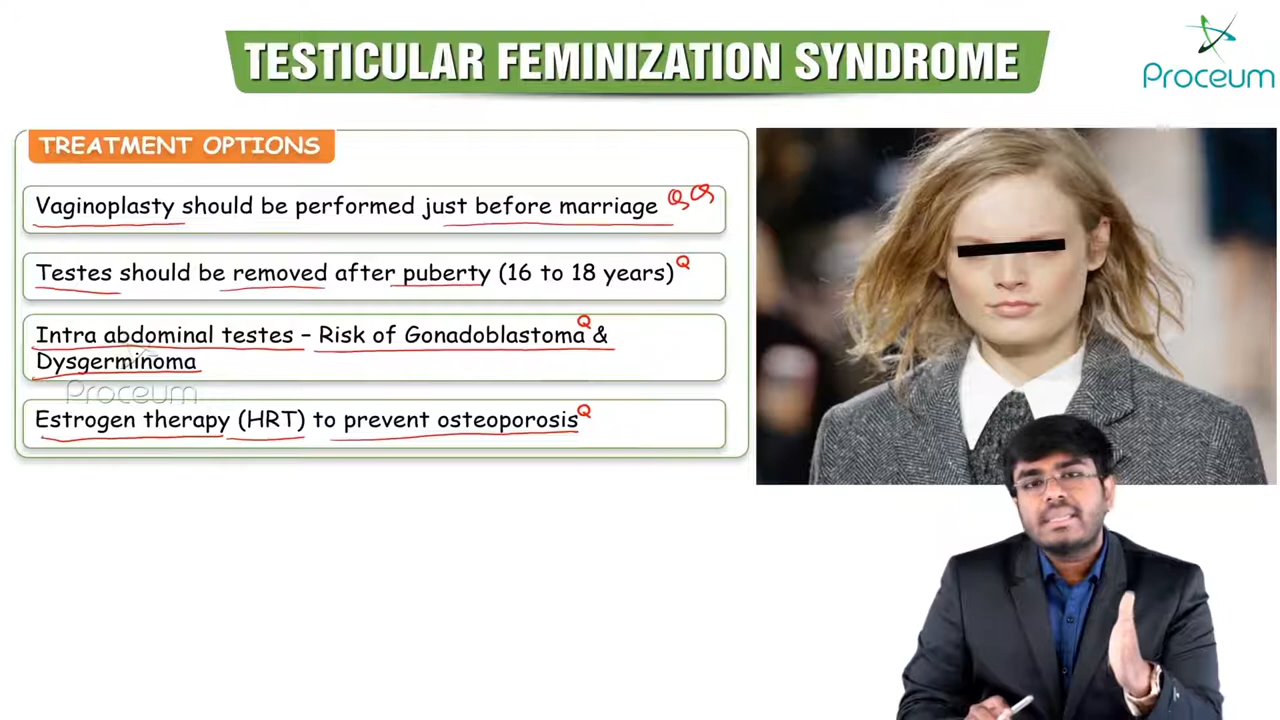 TESTICULAR FEMINIZATION SYNDROME
Proceum
TREATMENT OPTIONS
Vaginoplasty should be performed just before marriage Q Q
Testes should be removed after puberty (16 to 18 years) Q
Intra abdominal testes – Risk of Gonadoblastoma Q &
Dysgerminoma
Proceum
Estrogen therapy (HRT) to prevent osteoporosis Q